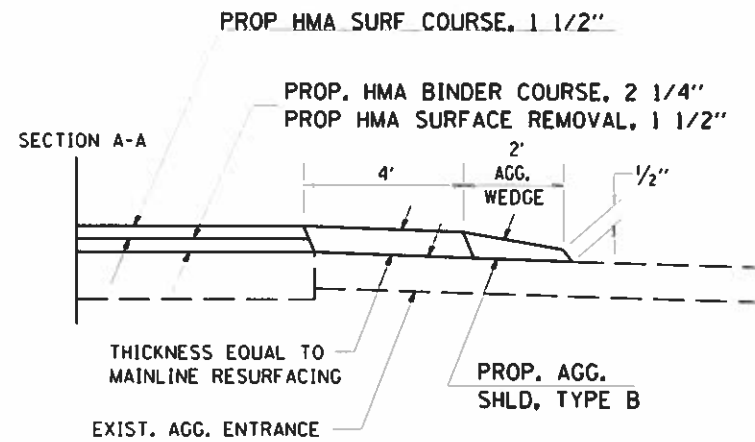 PROP HMA SURF COURSE, 1 1/2"
PROP. HMA BINDER COURSE, 2 1/4"
PROP HMA SURFACE REMOVAL, 1 1/2"
SECTION A-A
4'
2'
AGG.
WEDGE
1/2"
THICKNESS EQUAL TO
MAINLINE RESURFACING
PROP. AGG.
SHLD, TYPE B
EXIST. AGG. ENTRANCE